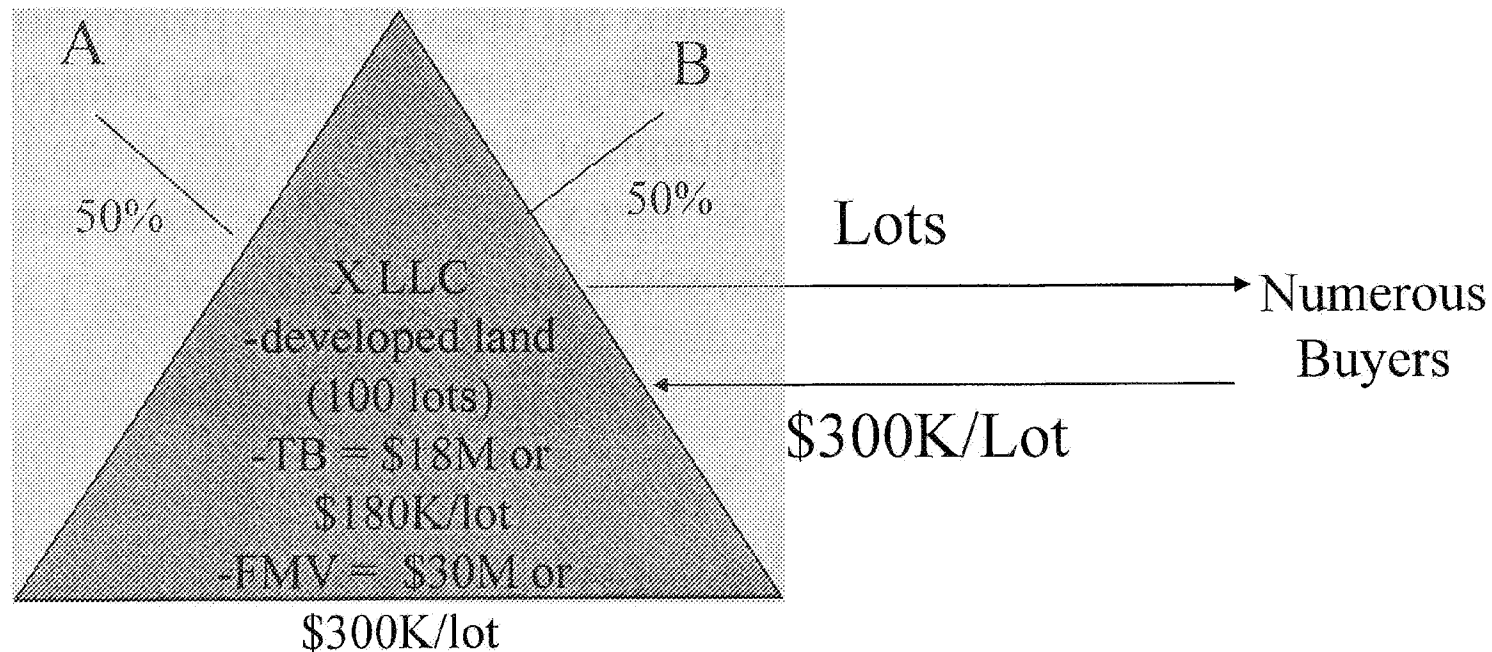 A
B
50%
50%
X LLC
-developed land
(100 lots)
-TB = $18M or
$180K/lot
-FMV = $30M or
$300K/lot
Lots
Numerous
Buyers
$300K/Lot